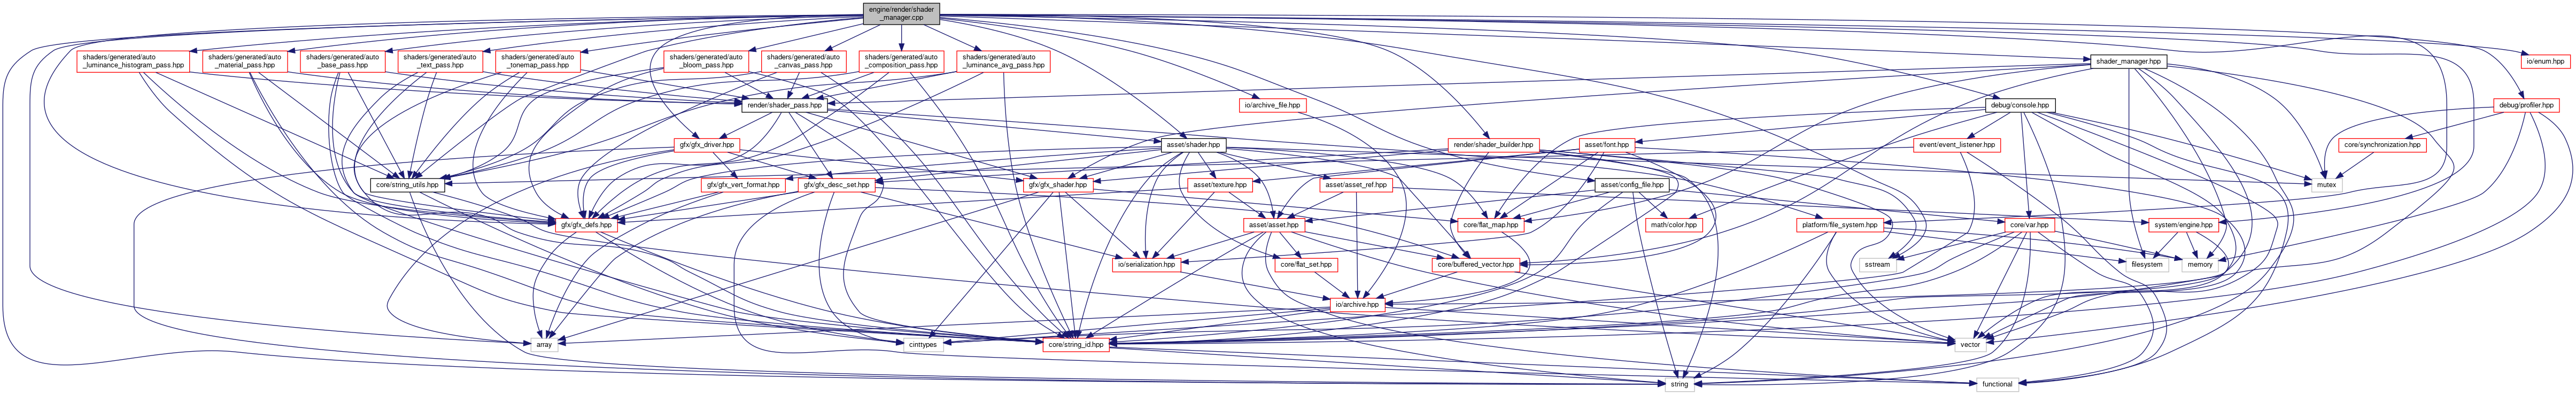 engine/render/shader
_manager.cpp
shaders/generated/auto
_luminance_histogram_pass.hpp
shaders/generated/auto
_material_pass.hpp
shaders/generated/auto
_base_pass.hpp
shaders/generated/auto
_text_pass.hpp
shaders/generated/auto
_tonemap_pass.hpp
shaders/generated/auto
_bloom_pass.hpp
shaders/generated/auto
_canvas_pass.hpp
shaders/generated/auto
_composition_pass.hpp
shaders/generated/auto
_luminance_avg_pass.hpp
shader_manager.hpp
io/enum.hpp
render/shader_pass.hpp
io/archive_file.hpp
debug/console.hpp
debug/profiler.hpp
gfx/gfx_driver.hpp
asset/shader.hpp
render/shader_builder.hpp
asset/font.hpp
event/event_listener.hpp
core/synchronization.hpp
core/string_utils.hpp
gfx/gfx_vert_format.hpp
gfx/gfx_desc_set.hpp
gfx/gfx_shader.hpp
asset/texture.hpp
asset/asset_ref.hpp
asset/config_file.hpp
mutex
gfx/gfx_defs.hpp
asset/asset.hpp
core/flat_map.hpp
math/color.hpp
platform/file_system.hpp
core/var.hpp
system/engine.hpp
io/serialization.hpp
core/flat_set.hpp
core/buffered_vector.hpp
sstream
filesystem
memory
io/archive.hpp
array
cinttypes
core/string_id.hpp
vector
string
functional